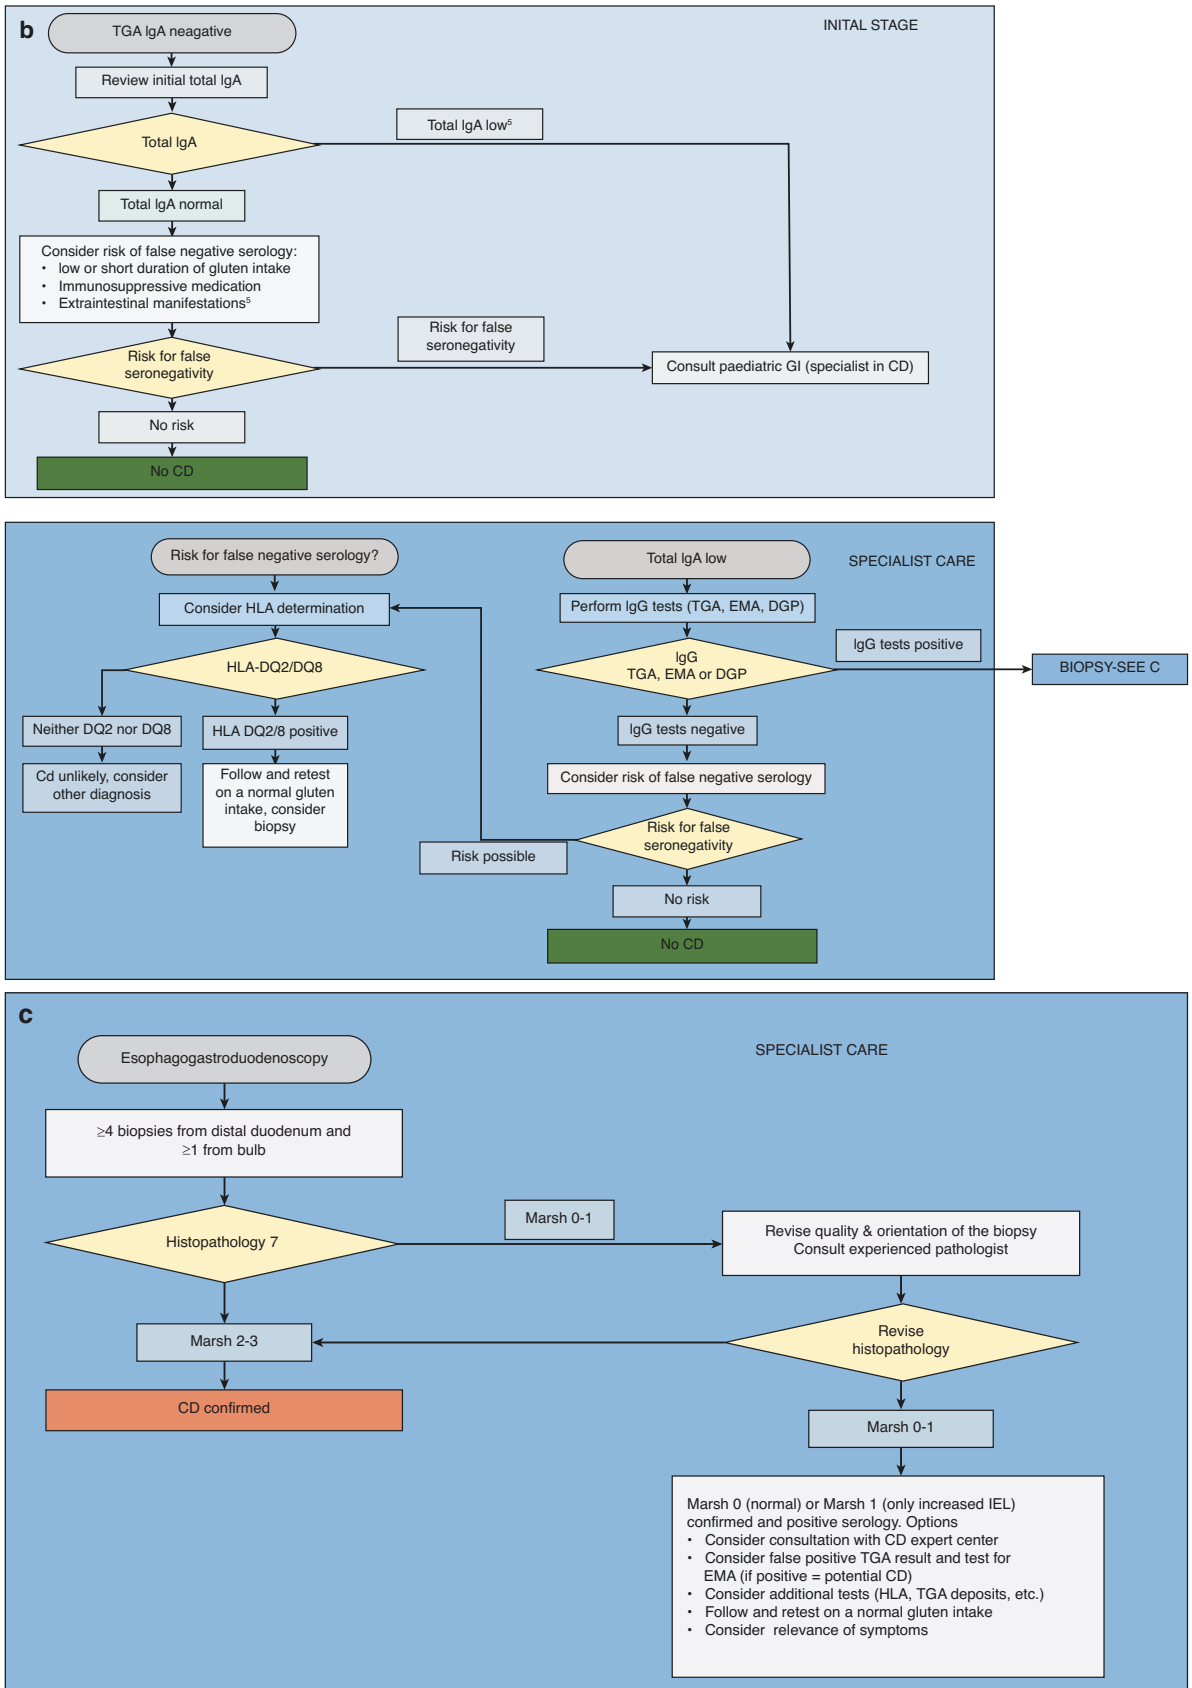 b
INITAL STAGE
TGA IgA neagative
Review initial total IgA
Total IgA
Total IgA low5
Total IgA normal
Consider risk of false negative serology:
• low or short duration of gluten intake
• Immunosuppressive medication
• Extraintestinal manifestations5
Risk for false
seronegativity
Risk for false
seronegativity
Consult paediatric GI (specialist in CD)
No risk
No CD
SPECIALIST CARE
Risk for false negative serology?
Consider HLA determination
HLA-DQ2/DQ8
Neither DQ2 nor DQ8
HLA DQ2/8 positive
Cd unlikely, consider
other diagnosis
Follow and retest
on a normal gluten
intake, consider
biopsy
Total IgA low
Perform IgG tests (TGA, EMA, DGP)
IgG
TGA, EMA or DGP
IgG tests positive
BIOPSY-SEE C
IgG tests negative
Consider risk of false negative serology
Risk for false
seronegativity
Risk possible
No risk
No CD
c
SPECIALIST CARE
Esophagogastroduodenoscopy
≥4 biopsies from distal duodenum and
≥1 from bulb
Histopathology 7
Marsh 0-1
Revise quality & orientation of the biopsy
Consult experienced pathologist
Marsh 2-3
Revise
histopathology
CD confirmed
Marsh 0-1
Marsh 0 (normal) or Marsh 1 (only increased IEL)
confirmed and positive serology. Options
• Consider consultation with CD expert center
• Consider false positive TGA result and test for
EMA (if positive = potential CD)
• Consider additional tests (HLA, TGA deposits, etc.)
• Follow and retest on a normal gluten intake
• Consider relevance of symptoms